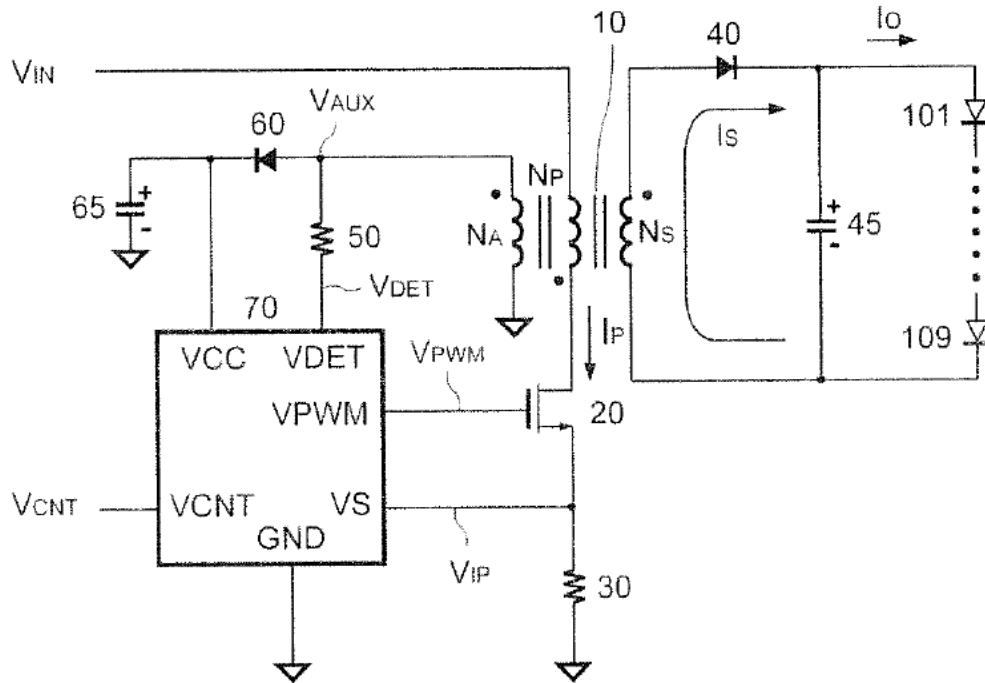 10
40
IO
VIN
VAUX
60
101
IS
NP
65
50
NA
NS
45
VDET
70
IP
109
VCC
VDET
VPWM
VPWM
20
VCNT
VCNT
VS
GND
VIP
30
+
-
+
-